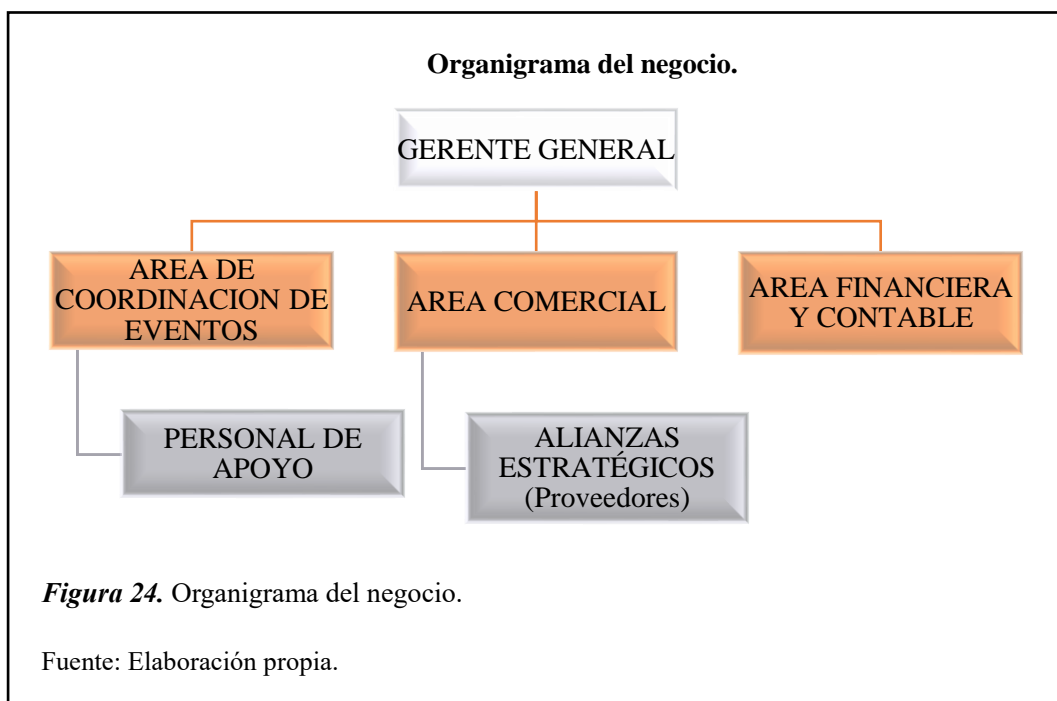 Organigrama del negocio.
GERENTE GENERAL
AREA DE
COORDINACION DE
EVENTOS
AREA COMERCIAL
AREA FINANCIERA
Y CONTABLE
PERSONAL DE
APOYO
ALIANZAS
ESTRATÉGICOS
(Proveedores)
Figura 24. Organigrama del negocio.
Fuente: Elaboración propia.